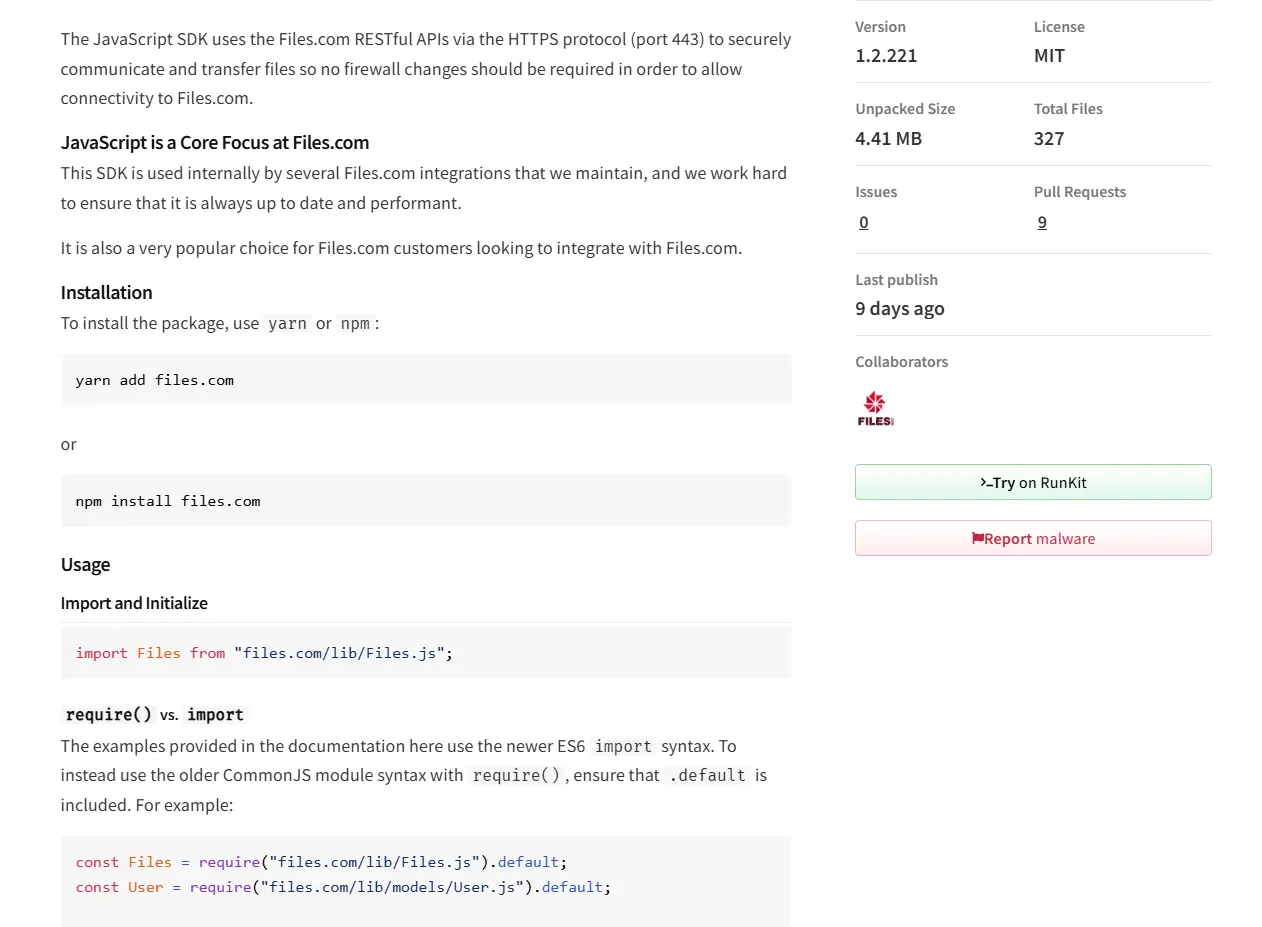 The JavaScript SDK uses the Files.com RESTful APIs via the HTTPS protocol (port 443) to securely
communicate and transfer files so no firewall changes should be required in order to allow
connectivity to Files.com.
JavaScript is a Core Focus at Files.com
This SDK is used internally by several Files.com integrations that we maintain, and we work hard
to ensure that it is always up to date and performant.
It is also a very popular choice for Files.com customers looking to integrate with Files.com.
Installation
To install the package, use yarn or npm :
yarn add files.com
or
npm install files.com
Usage
Import and Initialize
import Files from "files.com/lib/Files.js";
require() vs. import
The examples provided in the documentation here use the newer ES6 import syntax. To
instead use the older CommonJS module syntax with require() , ensure that .default is
included. For example:
const Files = require("files.com/lib/Files.js").default;
const User = require("files.com/lib/models/User.js").default;
Version
License
1.2.221
MIT
Unpacked Size
Total Files
4.41 MB
327
Issues
Pull Requests
0
9
Last publish
9 days ago
Collaborators
FILES
Try on RunKit
Report malware